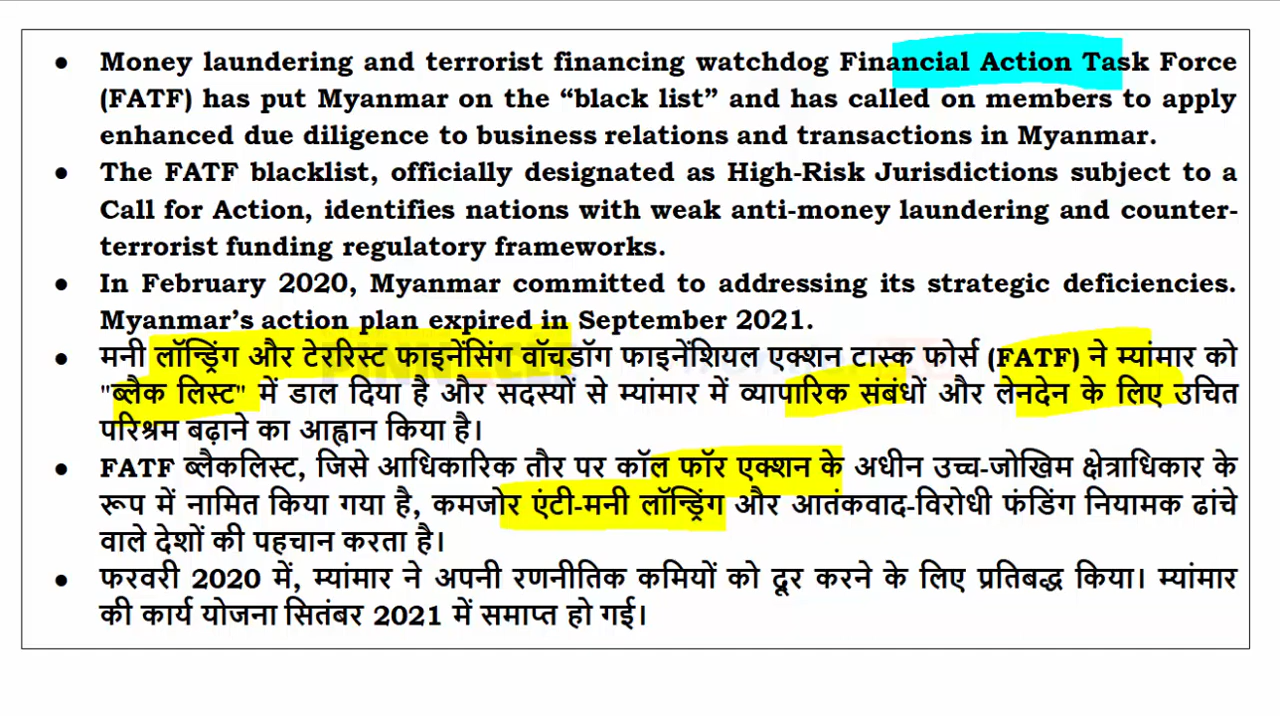 ● Money laundering and terrorist financing watchdog Financial Action Task Force
(FATF) has put Myanmar on the “black list” and has called on members to apply
enhanced due diligence to business relations and transactions in Myanmar.
● The FATF blacklist, officially designated as High-Risk Jurisdictions subject to a
Call for Action, identifies nations with weak anti-money laundering and counter-
terrorist funding regulatory frameworks.
● In February 2020, Myanmar committed to addressing its strategic deficiencies.
Myanmar’s action plan expired in September 2021.
● मनी लॉन्ड्रिंग और टेररिस्ट फाइनेंसिंग वॉचडॉग फाइनेंशियल एक्शन टास्क फोर्स (FATF) ने म्यांमार को
"ब्लैक लिस्ट" में डाल दिया है और सदस्यों से म्यांमार में व्यापारिक संबंधों और लेनदेन के लिए उचित
परिश्रम बढ़ाने का आह्वान किया है।
● FATF ब्लैकलिस्ट, जिसे आधिकारिक तौर पर कॉल फॉर एक्शन के अधीन उच्च-जोखिम क्षेत्राधिकार के
रूप में नामित किया गया है, कमजोर एंटी-मनी लॉन्ड्रिंग और आतंकवाद-विरोधी फंडिंग नियामक ढांचे
वाले देशों की पहचान करता है।
● फरवरी 2020 में, म्यांमार ने अपनी रणनीतिक कमियों को दूर करने के लिए प्रतिबद्ध किया। म्यांमार
की कार्य योजना सितंबर 2021 में समाप्त हो गई।